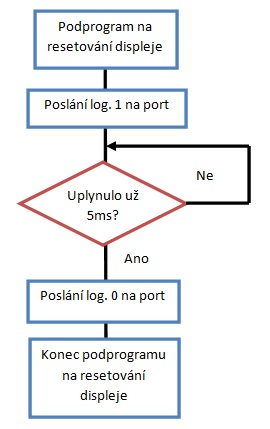 Podprogram na
resetování displeje
Poslání log. 1 na port
Ne
Uplynulo už
5ms?
Ano
Poslání log. 0 na port
Konec podprogramu
na resetování
displeje